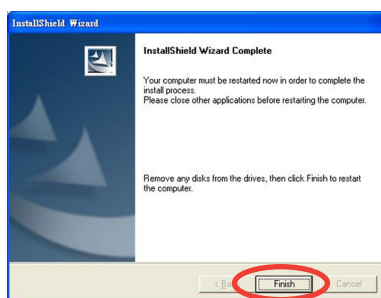 InstallShield Wizard
InstallShield Wizard Complete
Your computer must be restarted now in order to complete the
install process.
Please close other applications before restarting the computer.
Remove any disks from the drives, then click Finish to restart
the computer.
Finish
Cancel